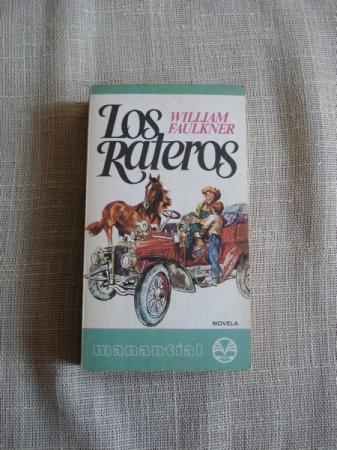 Los
WILLIAM
FAULKNER
Rateros
NOVELA
manantial